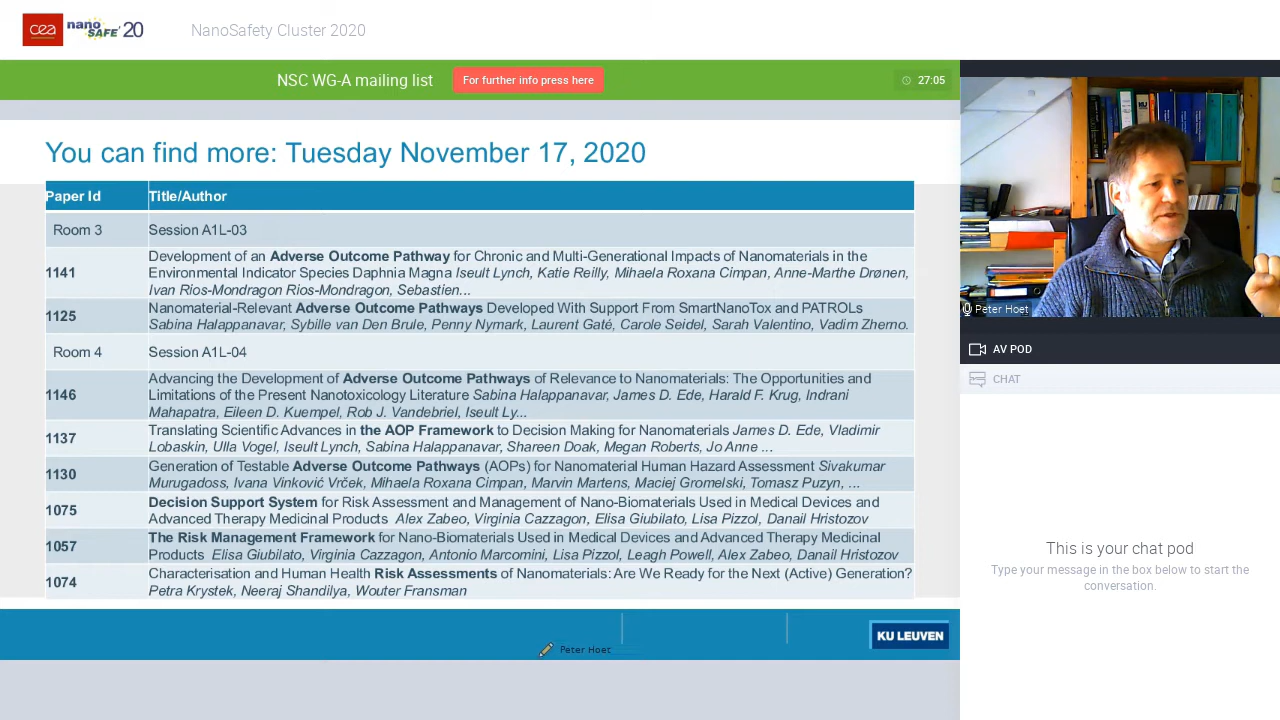 cea nano SAFE' 20
NanoSafety Cluster 2020
NSC WG-A mailing list
For further info press here
27:05
You can find more: Tuesday November 17, 2020
Paper Id Title/Author
Room 3 Session A1L-03
1141 Development of an Adverse Outcome Pathway for Chronic and Multi-Generational Impacts of Nanomaterials in the
Environmental Indicator Species Daphnia Magna Iseult Lynch, Katie Reilly, Mihaela Roxana Cimpan, Anne-Marthe Drønen,
Ivan Rios-Mondragon Rios-Mondragon, Sebastien...
1125 Nanomaterial-Relevant Adverse Outcome Pathways Developed With Support From SmartNanoTox and PATROLs
Sabina Halappanavar, Sybille van Den Brule, Penny Nymark, Laurent Gaté, Carole Seidel, Sarah Valentino, Vadim Zherno.
Room 4 Session A1L-04
1146 Advancing the Development of Adverse Outcome Pathways of Relevance to Nanomaterials: The Opportunities and
Limitations of the Present Nanotoxicology Literature Sabina Halappanavar, James D. Ede, Harald F. Krug, Indrani
Mahapatra, Eileen D. Kuempel, Rob J. Vandebriel, Iseult Ly...
1137 Translating Scientific Advances in the AOP Framework to Decision Making for Nanomaterials James D. Ede, Vladimir
Lobaskin, Ulla Vogel, Iseult Lynch, Sabina Halappanavar, Shareen Doak, Megan Roberts, Jo Anne ...
1130 Generation of Testable Adverse Outcome Pathways (AOPs) for Nanomaterial Human Hazard Assessment Sivakumar
Murugadoss, Ivana Vinković Vrček, Mihaela Roxana Cimpan, Marvin Martens, Maciej Gromelski, Tomasz Puzyn, ...
1075 Decision Support System for Risk Assessment and Management of Nano-Biomaterials Used in Medical Devices and
Advanced Therapy Medicinal Products Alex Zabeo, Virginia Cazzagon, Elisa Giubilato, Lisa Pizzol, Danail Hristozov
1057 The Risk Management Framework for Nano-Biomaterials Used in Medical Devices and Advanced Therapy Medicinal
Products Elisa Giubilato, Virginia Cazzagon, Antonio Marcomini, Lisa Pizzol, Leagh Powell, Alex Zabeo, Danail Hristozov
1074 Characterisation and Human Health Risk Assessments of Nanomaterials: Are We Ready for the Next (Active) Generation?
Petra Krystek, Neeraj Shandilya, Wouter Fransman
KU LEUVEN
Peter Hoet
Peter Hoet
AV POD
CHAT
This is your chat pod
Type your message in the box below to start the
conversation.